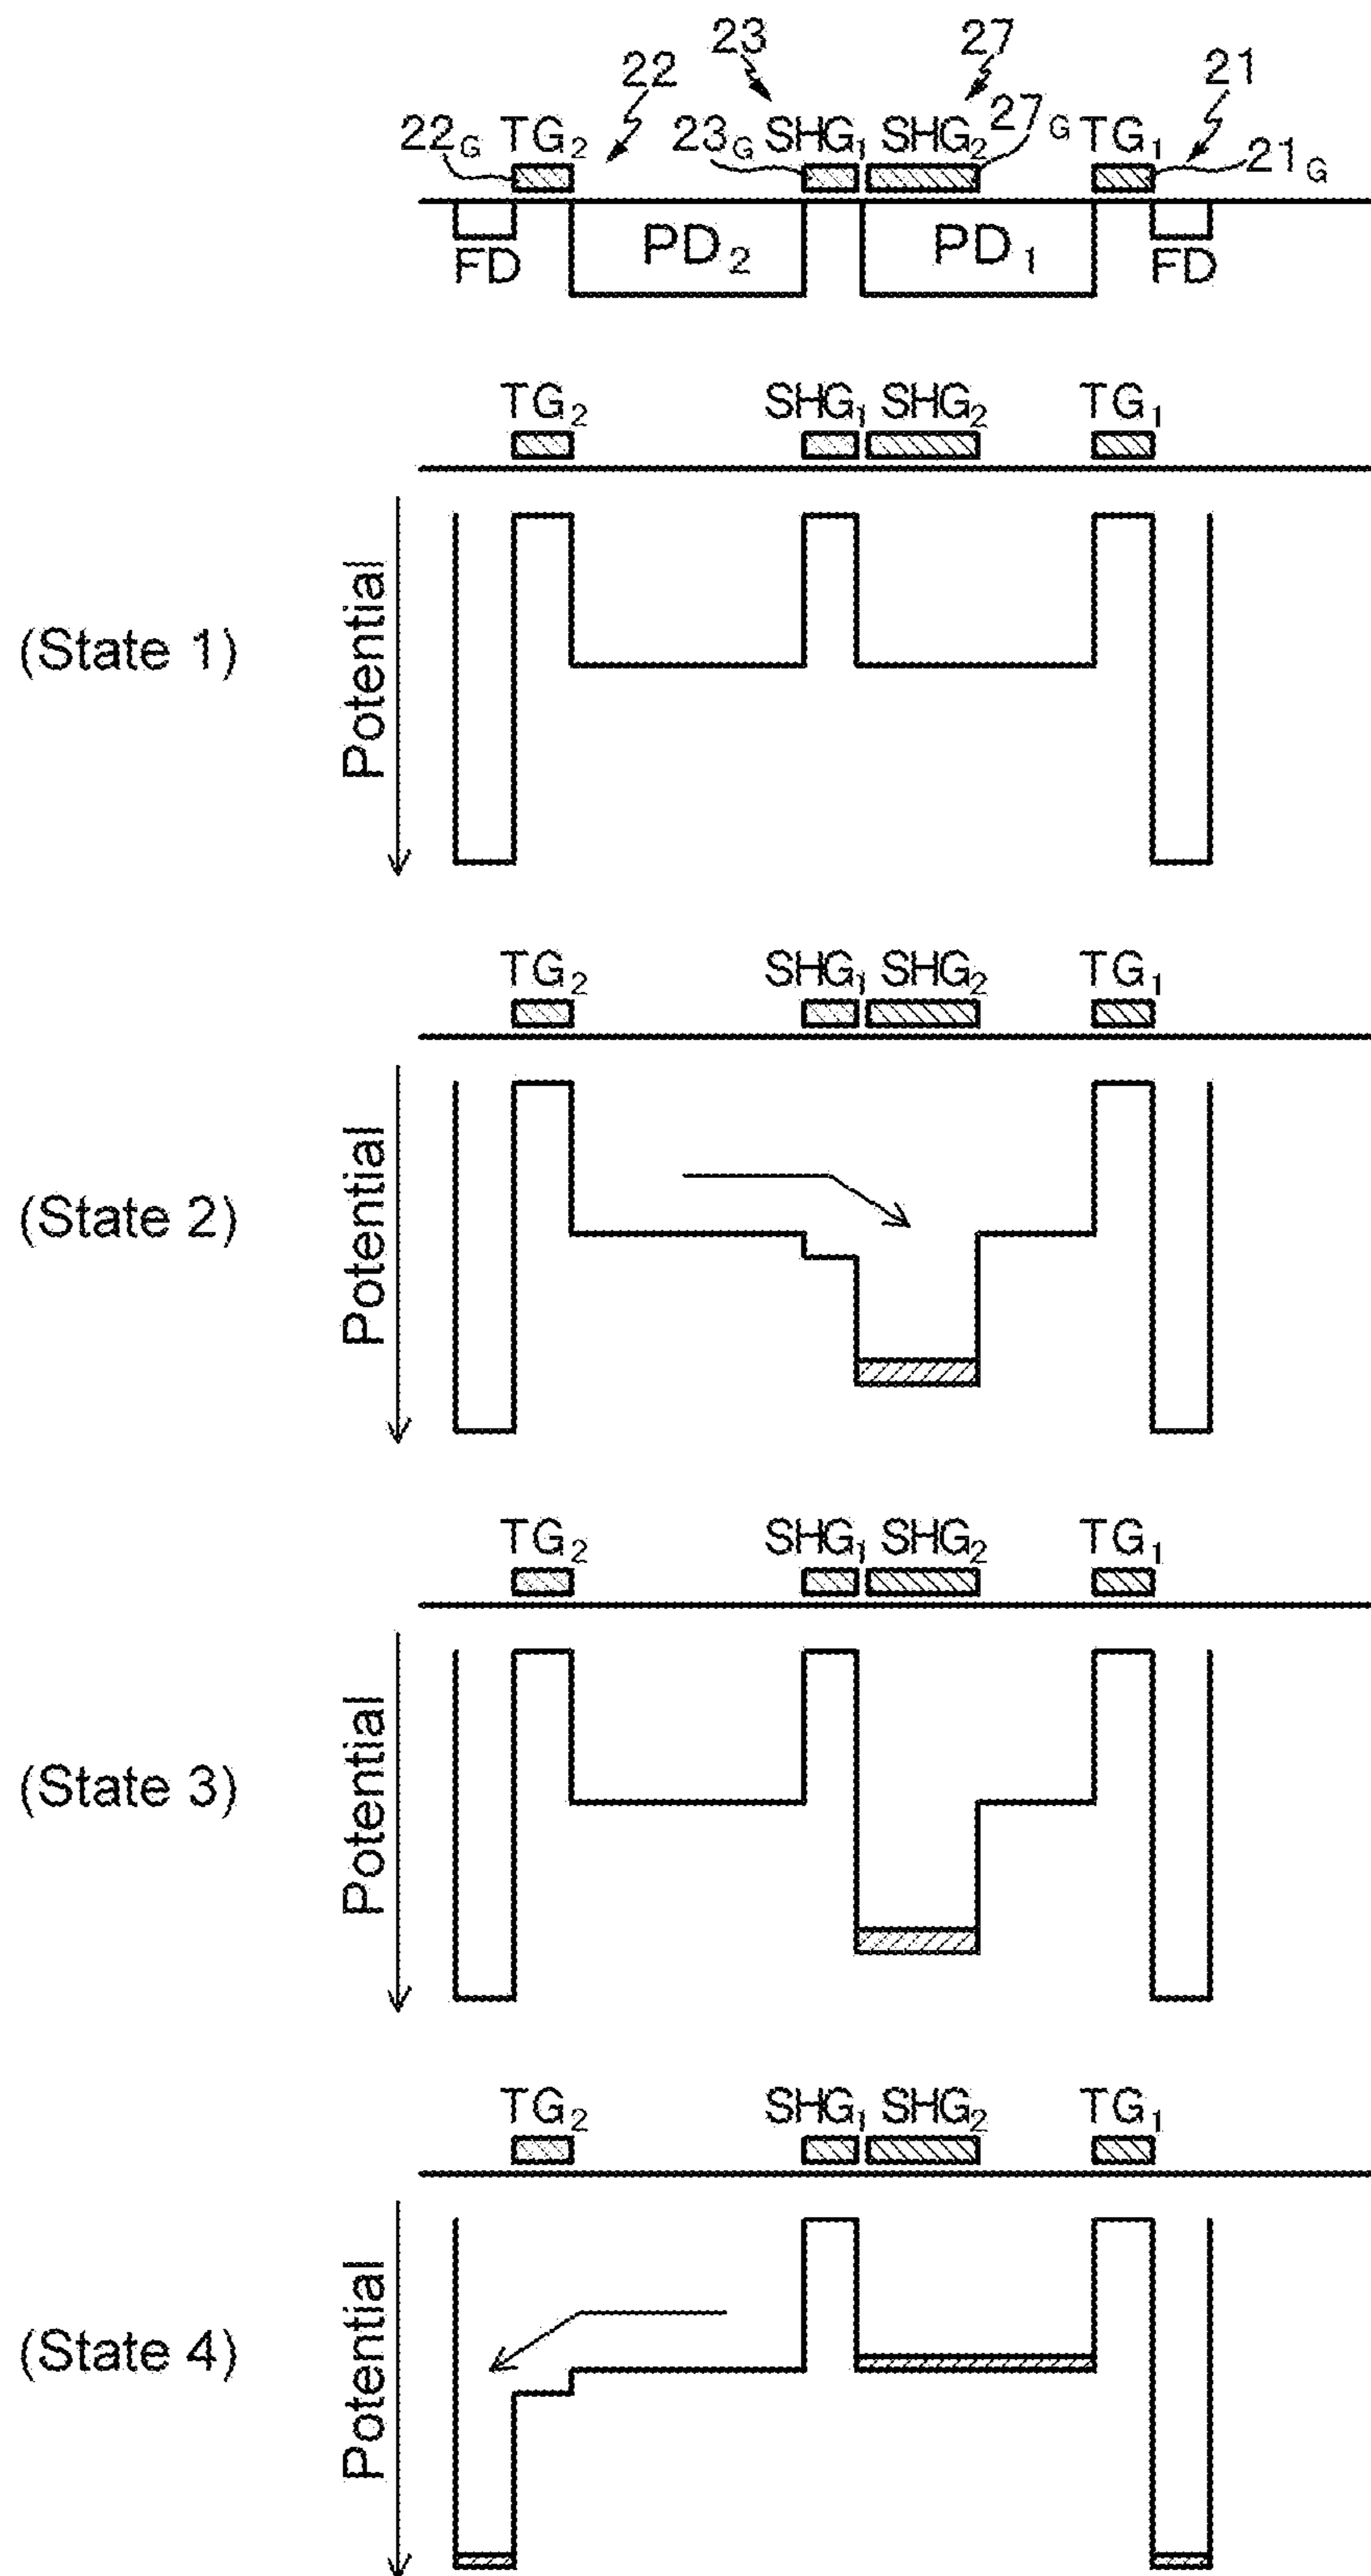 23 27
22 21
22G TG2 23G SHG1 SHG2 27G TG1 21G
FD PD2 PD1 FD
TG2 SHG1 SHG2 TG1
(State 1) Potential
TG2 SHG1 SHG2 TG1
(State 2) Potential
TG2 SHG1 SHG2 TG1
(State 3) Potential
TG2 SHG1 SHG2 TG1
(State 4) Potential